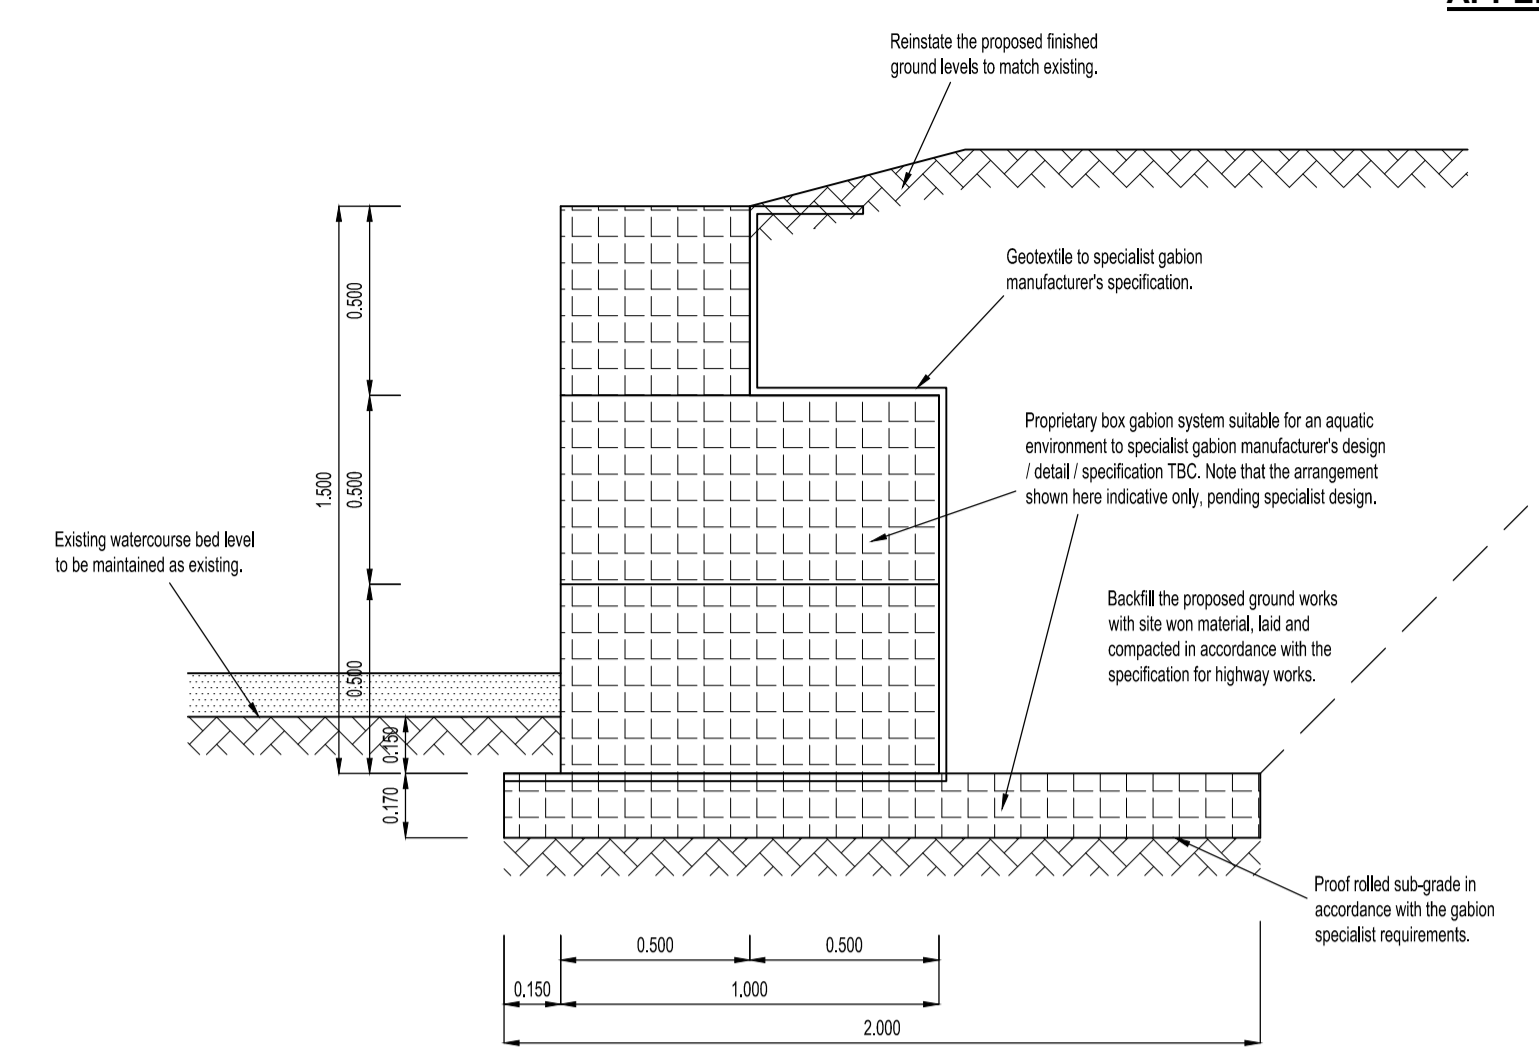 Reinstate the proposed finished
ground levels to match existing.
Geotextile to specialist gabion
manufacturer's specification.
Proprietary box gabion system suitable for an aquatic
environment to specialist gabion manufacturer's design
/ detail / specification TBC. Note that the arrangement
shown here indicative only, pending specialist design.
Existing watercourse bed level
to be maintained as existing.
Backfill the proposed ground works
with site won material, laid and
compacted in accordance with the
specification for highway works.
Proof rolled sub-grade in
accordance with the gabion
specialist requirements.
1.500
0.500
0.500
0.500
0.150
0.170
0.500
0.500
0.150
1.000
2.000